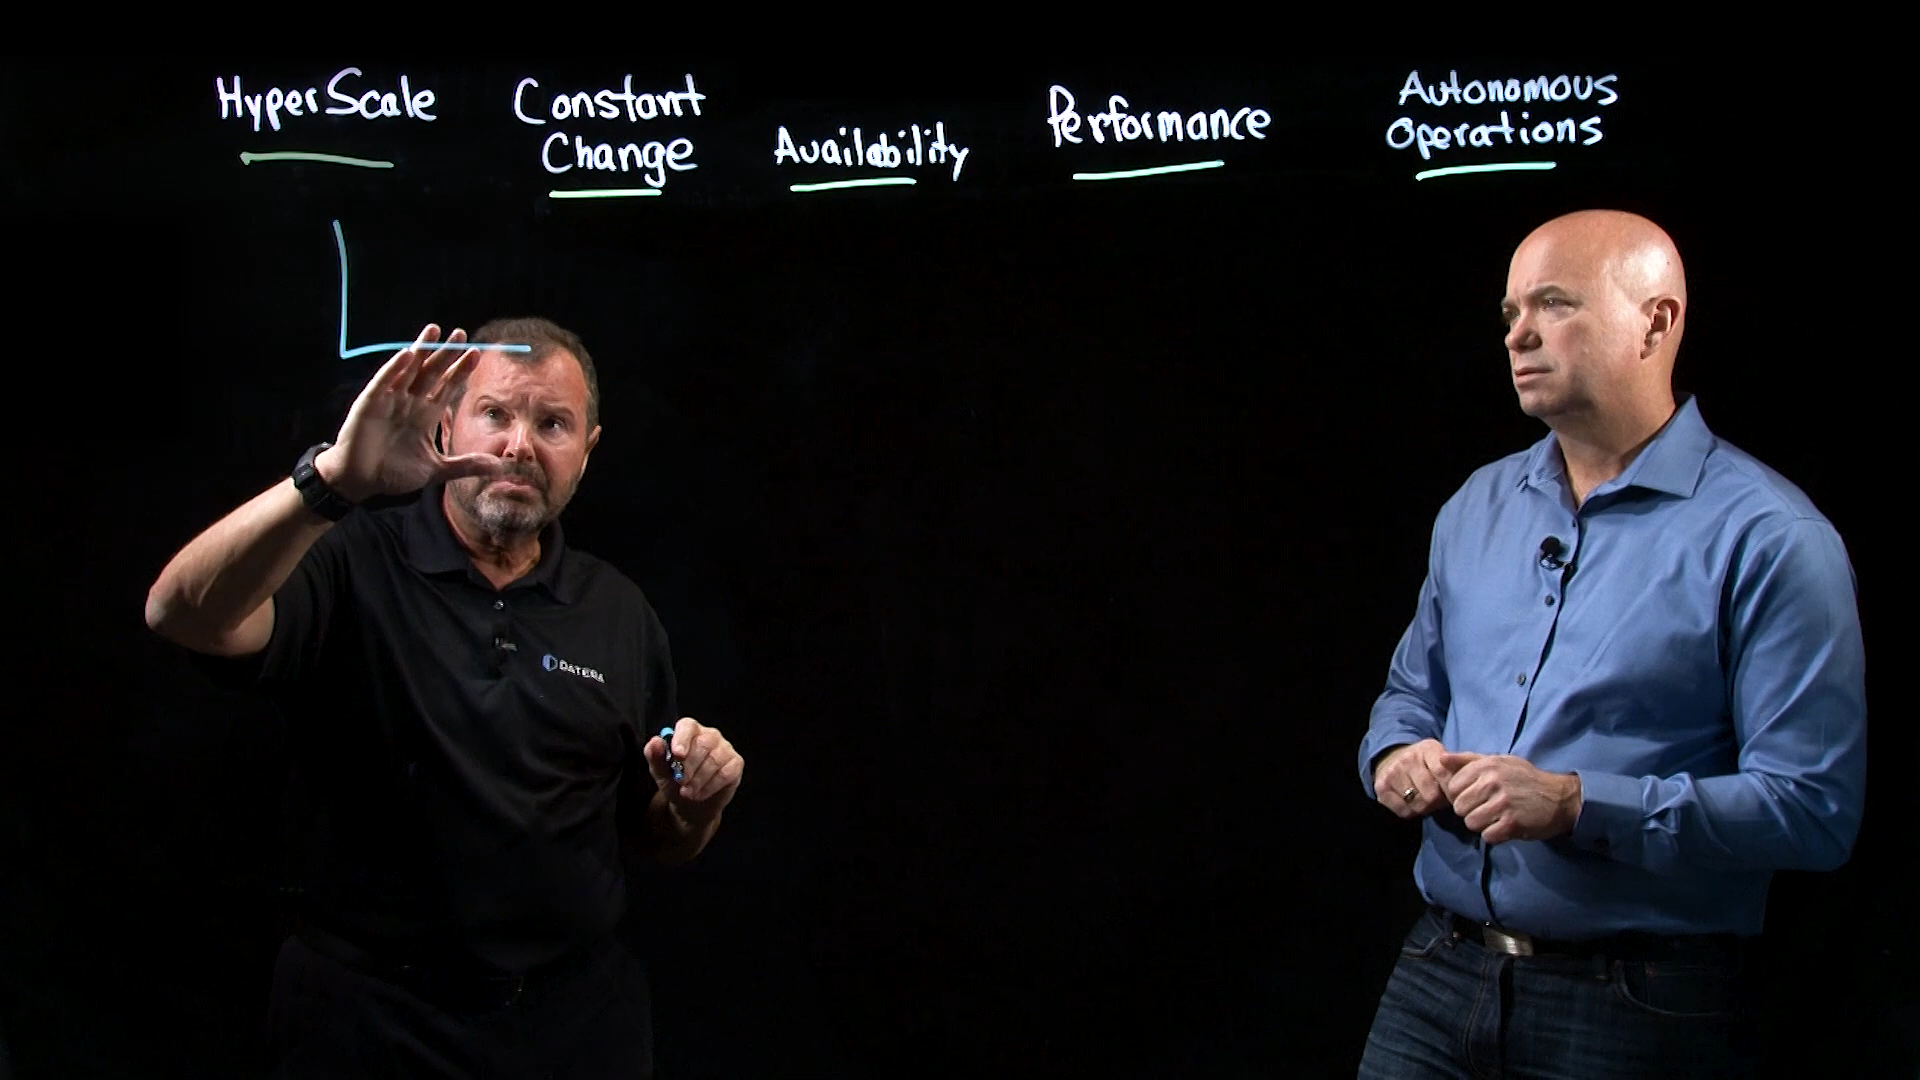 HyperScale
Constant
Change
Availability
Performance
Autonomous
Operations
DATERA